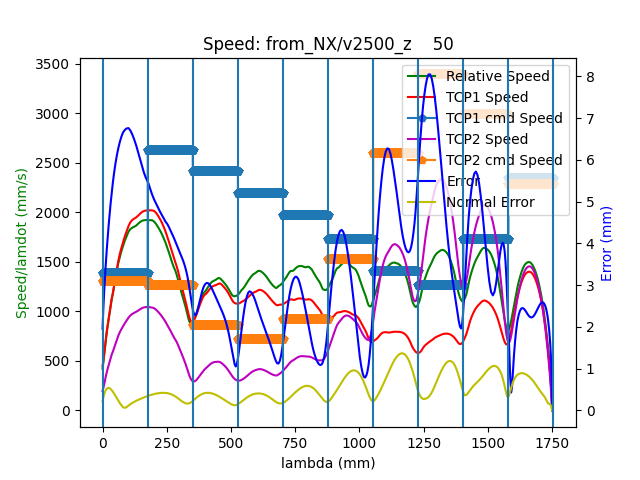 Speed: from_NX/v2500_z 50
3500
3000
2500
2000
1500
1000
500
0
Speed/lamdot (mm/s)
0
250
500
750
1000
1250
1500
1750
lambda (mm)
8
7
6
5
4
3
2
1
0
Error (mm)
Relative Speed
TCP1 Speed
TCP1 cmd Speed
TCP2 Speed
TCP2 cmd Speed
Error
Normal Error